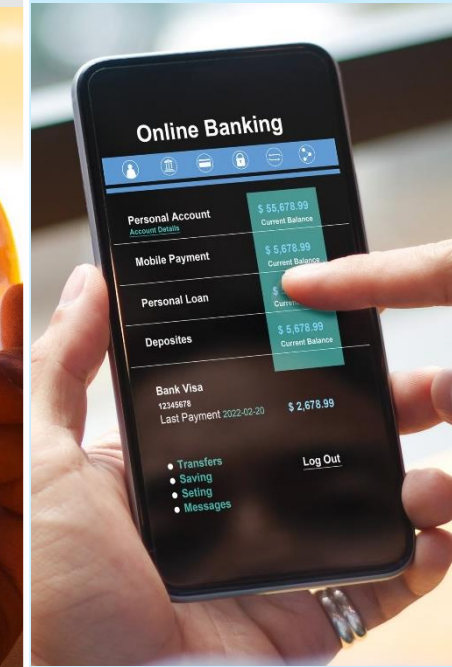 Online Banking
Personal Account
Account Details
$ 55,678.99
Current Balance
Mobile Payment
$ 5,678.99
Current Balance
Personal Loan
$
Deposites
$ 5,678.99
Current Balance
Bank Visa
12345678
Last Payment 2022-02-20
$ 2,678.99
Transfers
Saving
Seting
Messages
Log Out